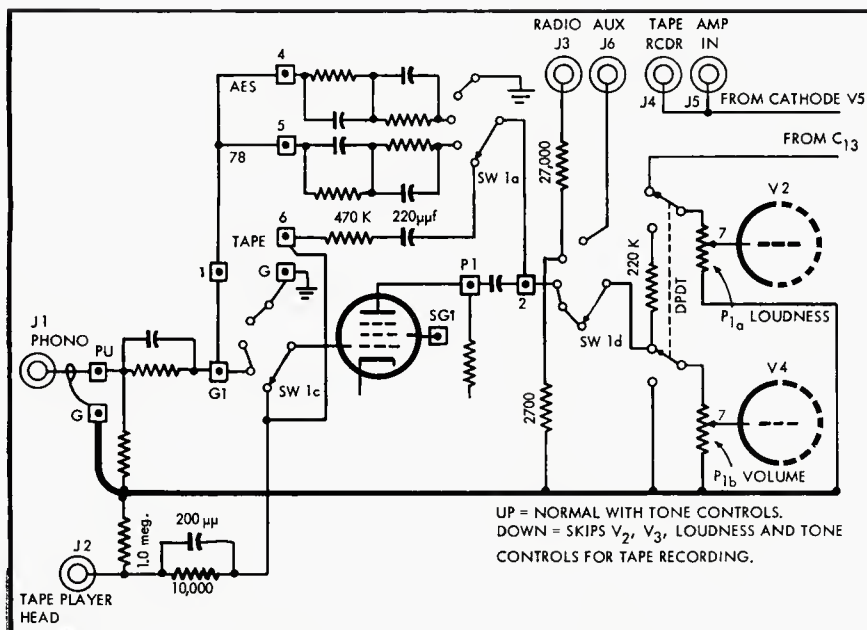 RADIO AUX TAPE AMP
J3 J6 RCDR IN
J4 J5
FROM CATHODE V5
FROM C13
4
AES
5
78
SW 1a
27,000
6
470 K
220µµf
TAPE
G
1
P1
2
SG1
220 K
DPDT
V2
7
P1a LOUDNESS
J1
PHONO
PU
G1
G
SW 1c
SW 1d
2700
V4
7
P1b VOLUME
UP = NORMAL WITH TONE CONTROLS.
DOWN = SKIPS V2, V3, LOUDNESS AND TONE
CONTROLS FOR TAPE RECORDING.
1.0 meg.
200 µµ
10,000
J2
TAPE PLAYER
HEAD